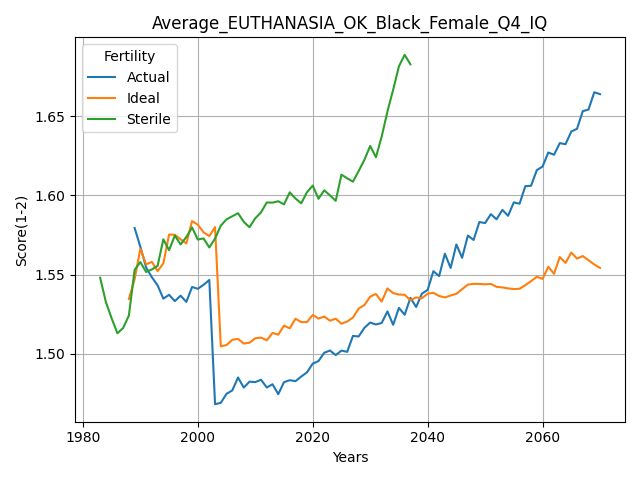 Average_EUTHANASIA_OK_Black_Female_Q4_IQ
Fertility
Actual
Ideal
Sterile
Score(1-2)
1.65
1.60
1.55
1.50
1980
2000
2020
2040
2060
Years